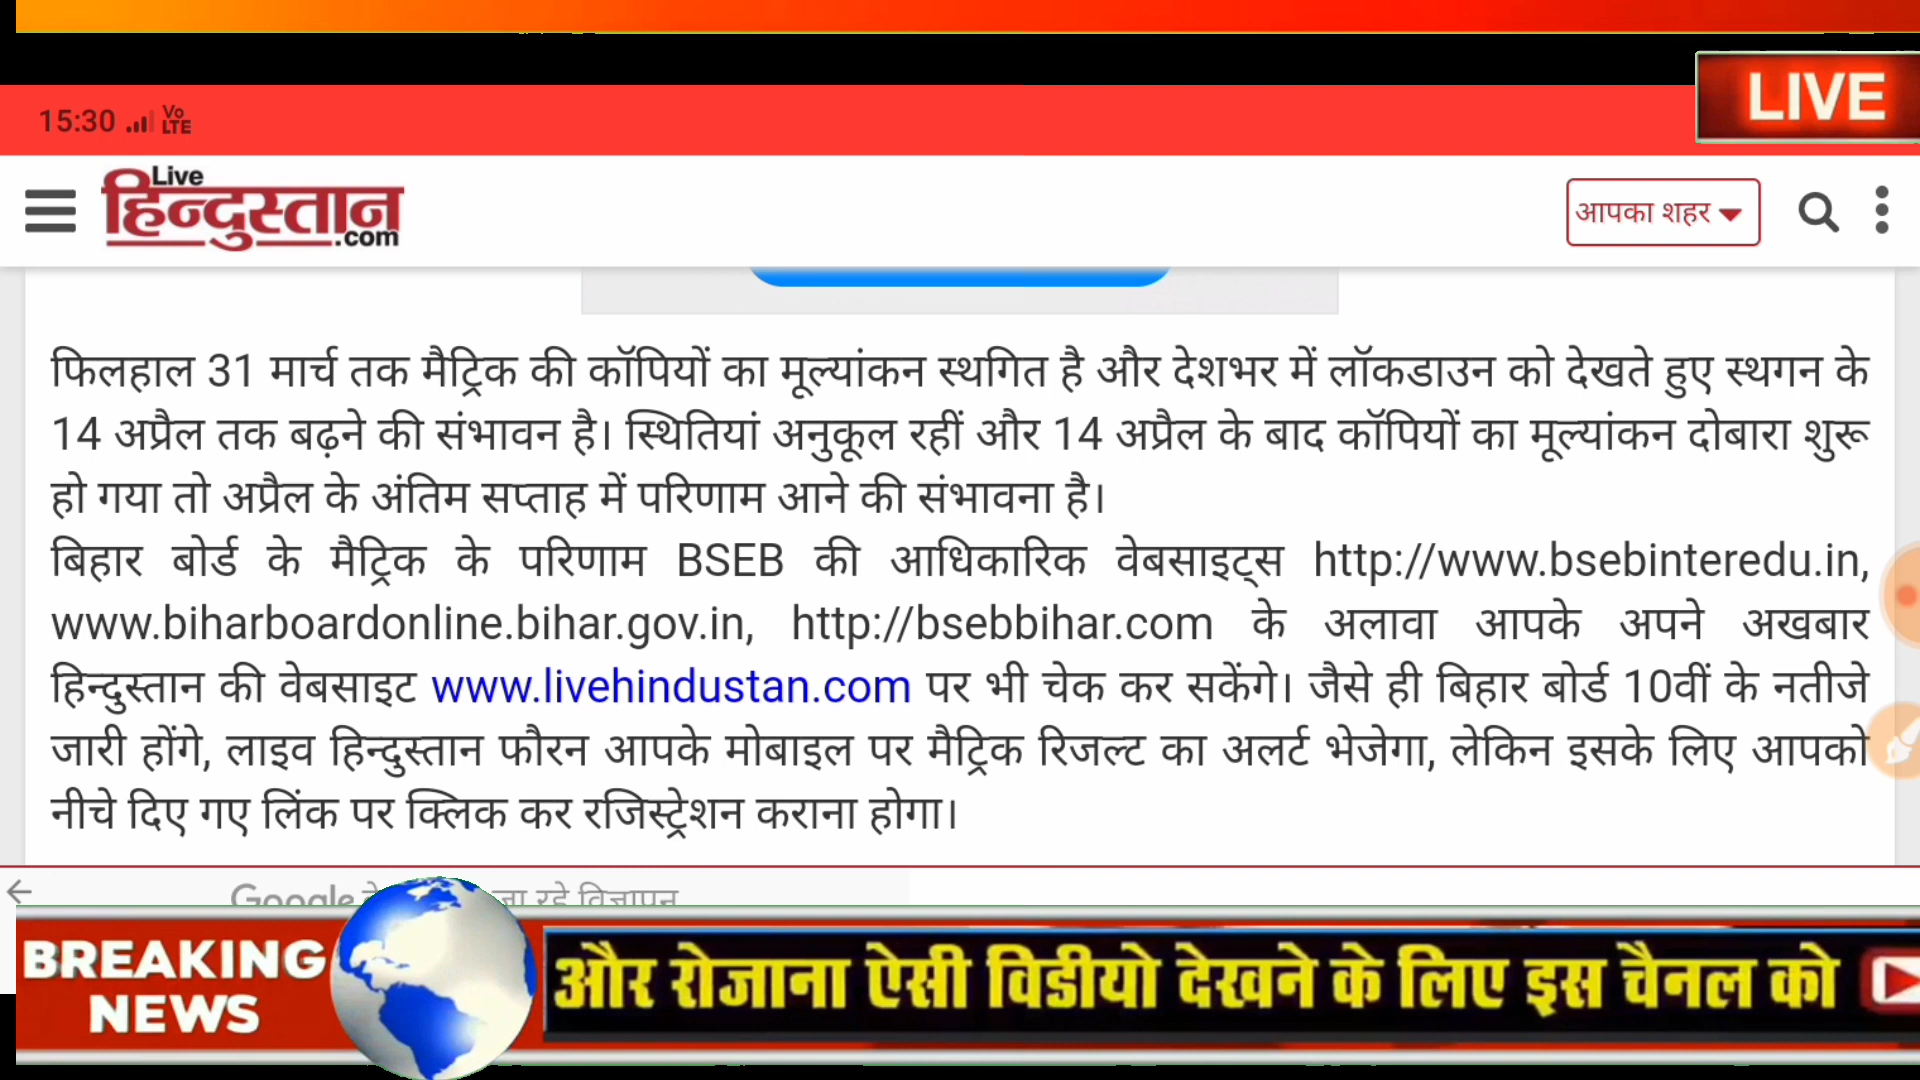 LIVE
15:30 Vo LTE
Live
हिन्दुस्तान
.com
आपका शहर
फिलहाल 31 मार्च तक मैट्रिक की कॉपियों का मूल्यांकन स्थगित है और देशभर में लॉकडाउन को देखते हुए स्थगन के
14 अप्रैल तक बढ़ने की संभावन है। स्थितियां अनुकूल रहीं और 14 अप्रैल के बाद कॉपियों का मूल्यांकन दोबारा शुरू
हो गया तो अप्रैल के अंतिम सप्ताह में परिणाम आने की संभावना है।
बिहार बोर्ड के मैट्रिक के परिणाम BSEB की आधिकारिक वेबसाइट्स http://www.bsebinteredu.in,
www.biharboardonline.bihar.gov.in, http://bsebbihar.com के अलावा आपके अपने अखबार
हिन्दुस्तान की वेबसाइट www.livehindustan.com पर भी चेक कर सकेंगे। जैसे ही बिहार बोर्ड 10वीं के नतीजे
जारी होंगे, लाइव हिन्दुस्तान फौरन आपके मोबाइल पर मैट्रिक रिजल्ट का अलर्ट भेजेगा, लेकिन इसके लिए आपको
नीचे दिए गए लिंक पर क्लिक कर रजिस्ट्रेशन कराना होगा।
Google रहे विज्ञापन
BREAKING
NEWS
और रोजाना ऐसी विडीयो देखने के लिए इस चैनल को